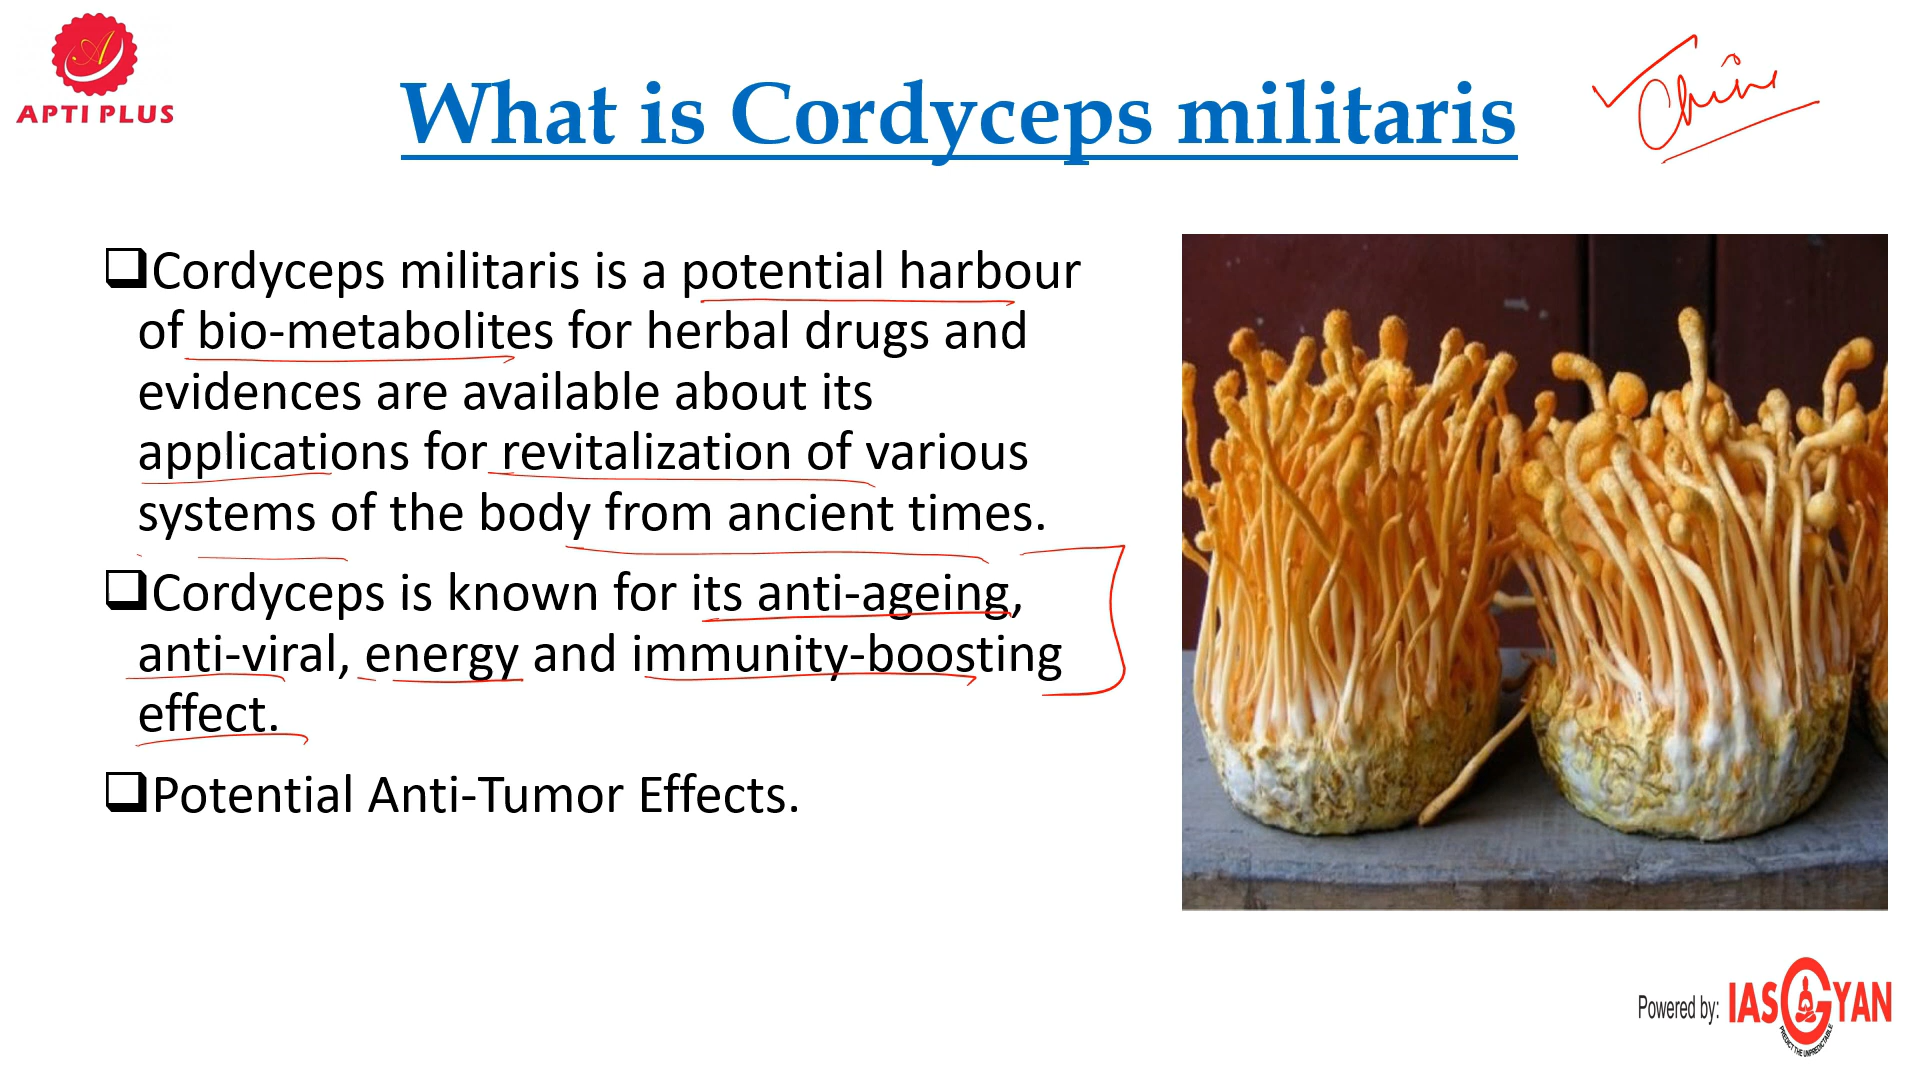 APTI PLUS
What is Cordyceps militaris
Cordyceps militaris is a potential harbour
of bio-metabolites for herbal drugs and
evidences are available about its
applications for revitalization of various
systems of the body from ancient times.
Cordyceps is known for its anti-ageing,
anti-viral, energy and immunity-boosting
effect.
Potential Anti-Tumor Effects.
Powered by: IAS GYAN
PREDICT THE UNPREDICTABLE